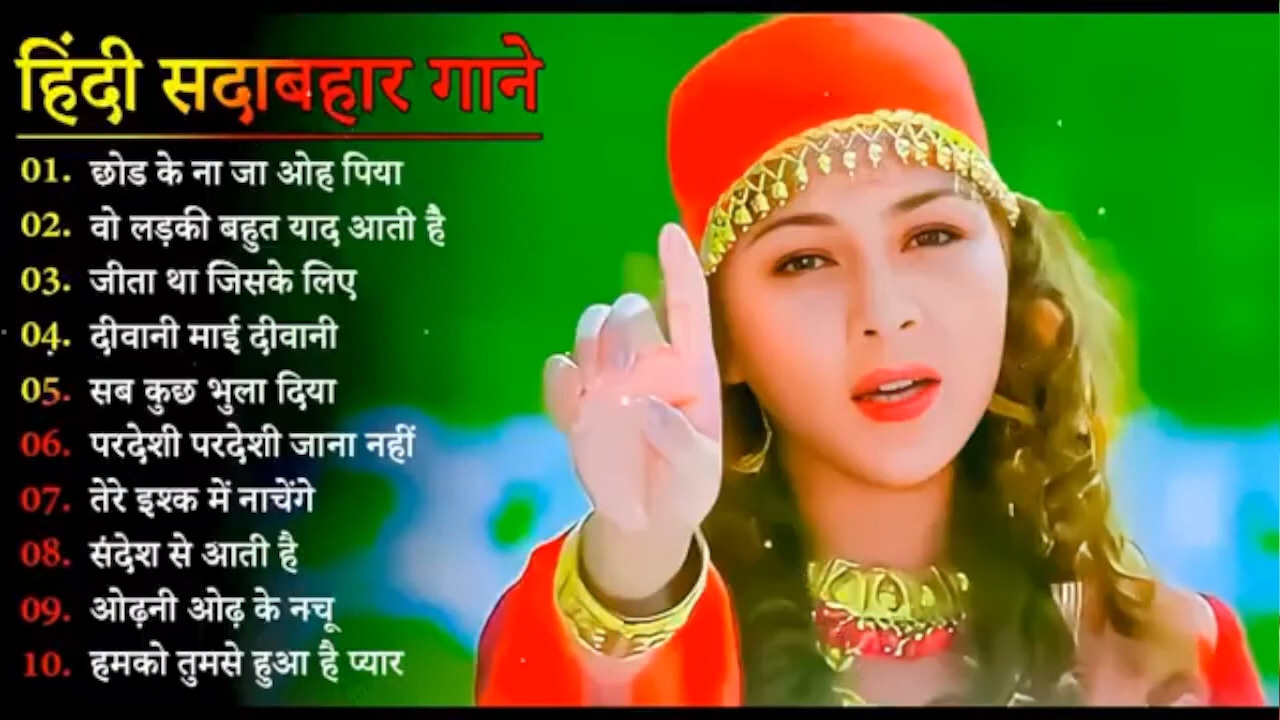 हिंदी सदाबहार गाने
01. छोड के ना जा ओह पिया
02. वो लड़की बहुत याद आती है
03. जीता था जिसके लिए
04. दीवानी माई दीवानी
05. सब कुछ भुला दिया
06. परदेशी परदेशी जाना नहीं
07. तेरे इश्क में नाचेंगे
08. संदेश से आती है
09. ओढ़नी ओढ़ के नचू
10. हमको तुमसे हुआ है प्यार